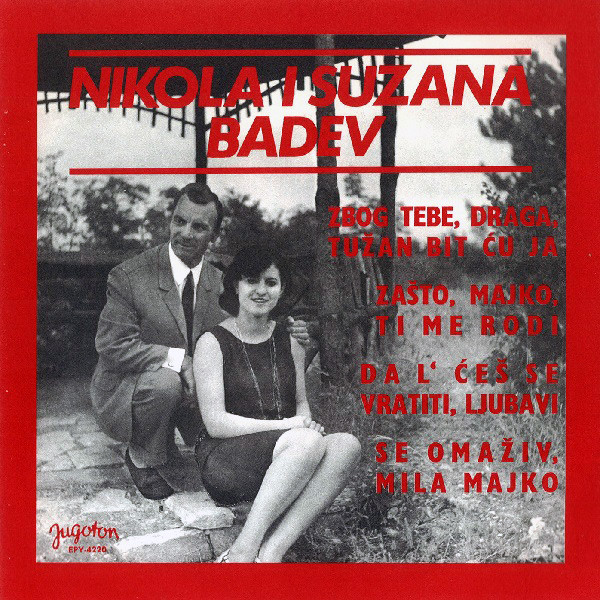 NIKOLA I SUZANA
BADEV
ZBOG TEBE, DRAGA,
TUŽAN BIT ĆU JA
ZAŠTO, MAJKO,
TI ME RODI
DA L' ĆEŠ SE
VRATITI, LJUBAVI
SE OMAŽIV,
MILA MAJKO
Jugoton
EPY-4220